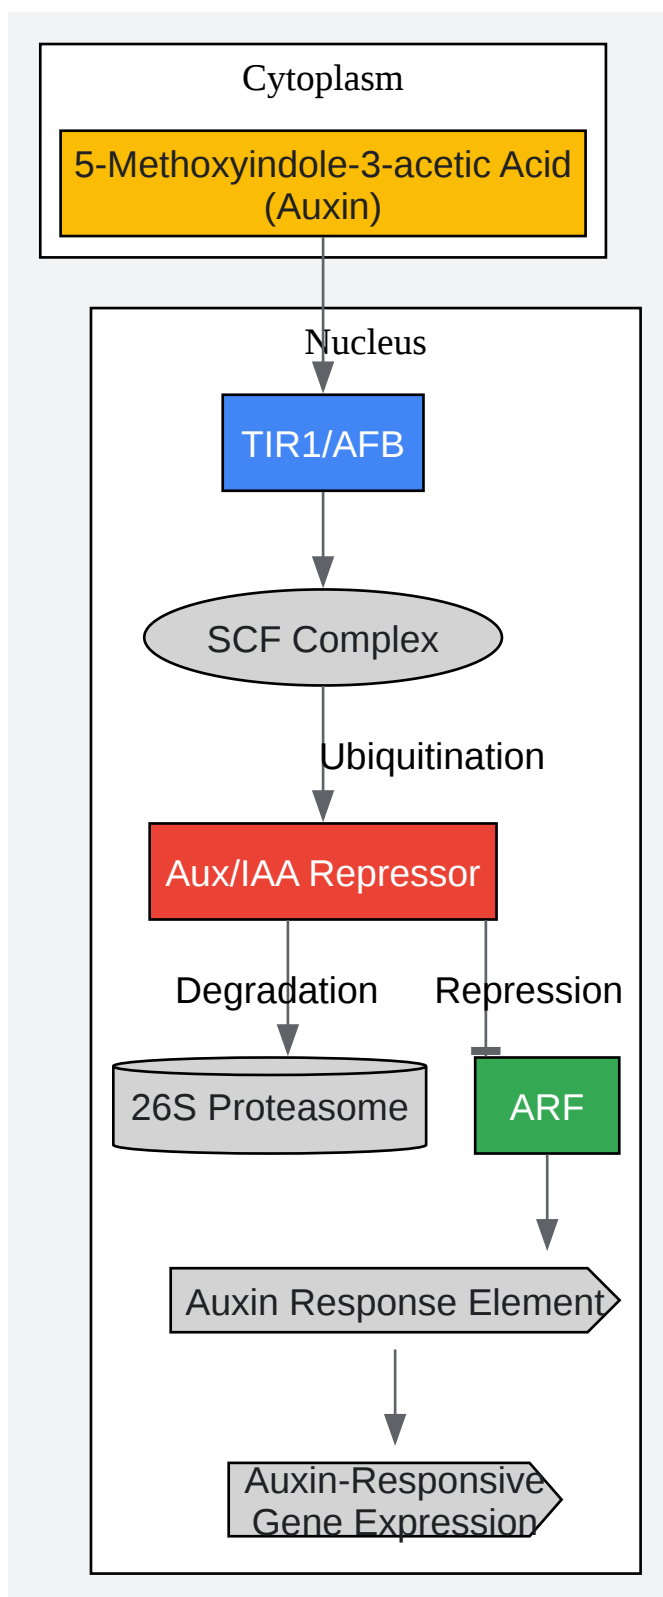 Cytoplasm
5-Methoxyindole-3-acetic Acid
(Auxin)
Nucleus
TIR1/AFB
SCF Complex
Ubiquitination
Aux/IAA Repressor
Degradation
Repression
26S Proteasome
ARF
Auxin Response Element
Auxin-Responsive
Gene Expression